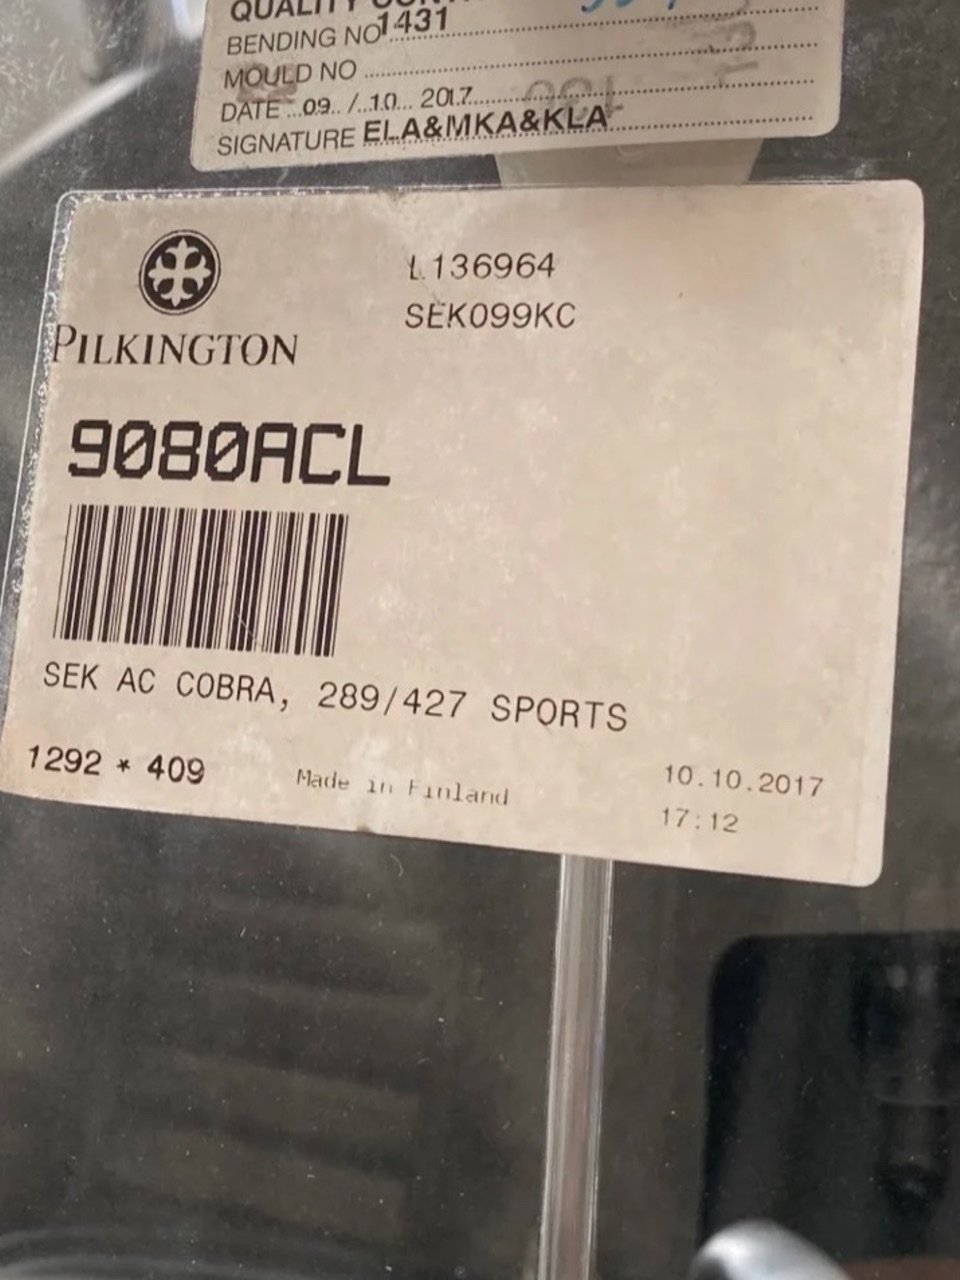 QUALITY
BENDING NO 1431
MOULD NO
DATE 09. / 10. 2017
SIGNATURE ELA&MKA&KLA
L136964
SEK099KC
PILKINGTON
9080ACL
SEK AC COBRA, 289/427 SPORTS
1292 * 409
Made in Finland
10.10.2017
17:12